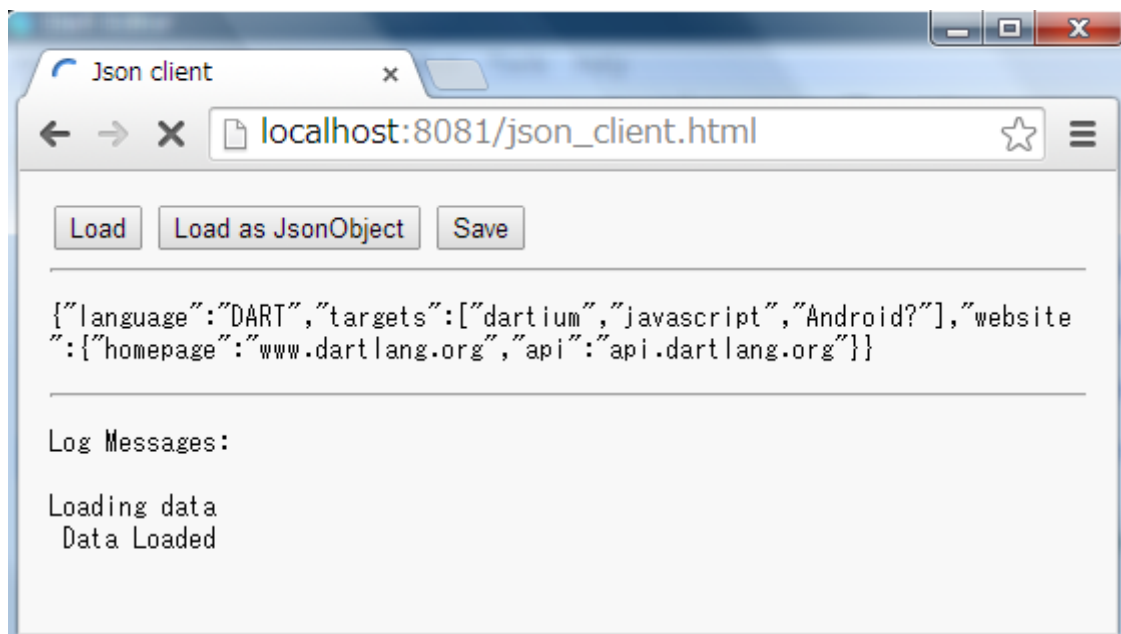 Json client
localhost:8081/json_client.html
Load Load as JsonObject Save
{"language":"DART","targets":["dartium","javascript","Android?"],"website
":{"homepage":"www.dartlang.org","api":"api.dartlang.org"}}
Log Messages:
Loading data
Data Loaded